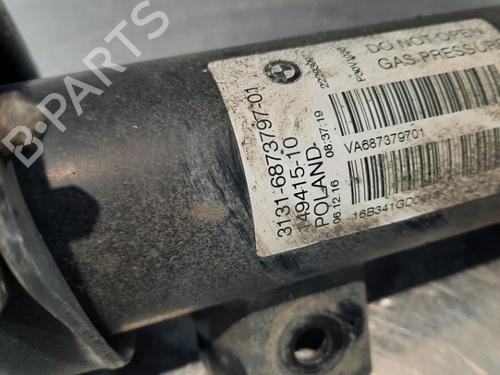 B-PARTS
DO NOT OPEN
GAS PRESSURE
3131-6873797-01
149415-10
POLAND
06.12.16 08:37:19
VA687379701